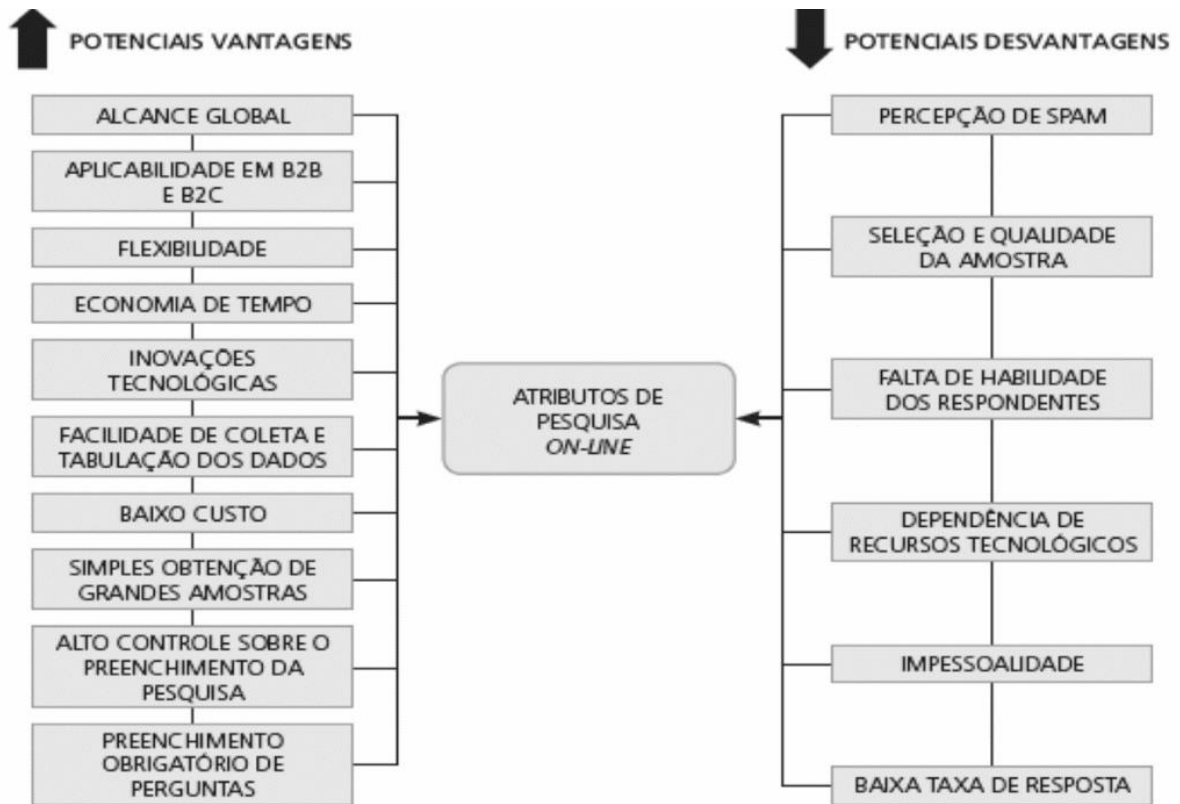 POTENCIAIS VANTAGENS
ALCANCE GLOBAL
APLICABILIDADE EM B2B
E B2C
FLEXIBILIDADE
ECONOMIA DE TEMPO
INOVAÇÕES
TECNOLÓGICAS
FACILIDADE DE COLETA E
TABULAÇÃO DOS DADOS
BAIXO CUSTO
SIMPLES OBTENÇÃO DE
GRANDES AMOSTRAS
ALTO CONTROLE SOBRE O
PREENCHIMENTO DA
PESQUISA
PREENCHIMENTO
OBRIGATÓRIO DE
PERGUNTAS
ATRIBUTOS DE
PESQUISA
ON-LINE
POTENCIAIS DESVANTAGENS
PERCEPÇÃO DE SPAM
SELEÇÃO E QUALIDADE
DA AMOSTRA
FALTA DE HABILIDADE
DOS RESPONDENTES
DEPENDÊNCIA DE
RECURSOS TECNOLÓGICOS
IMPESSOALIDADE
BAIXA TAXA DE RESPOSTA